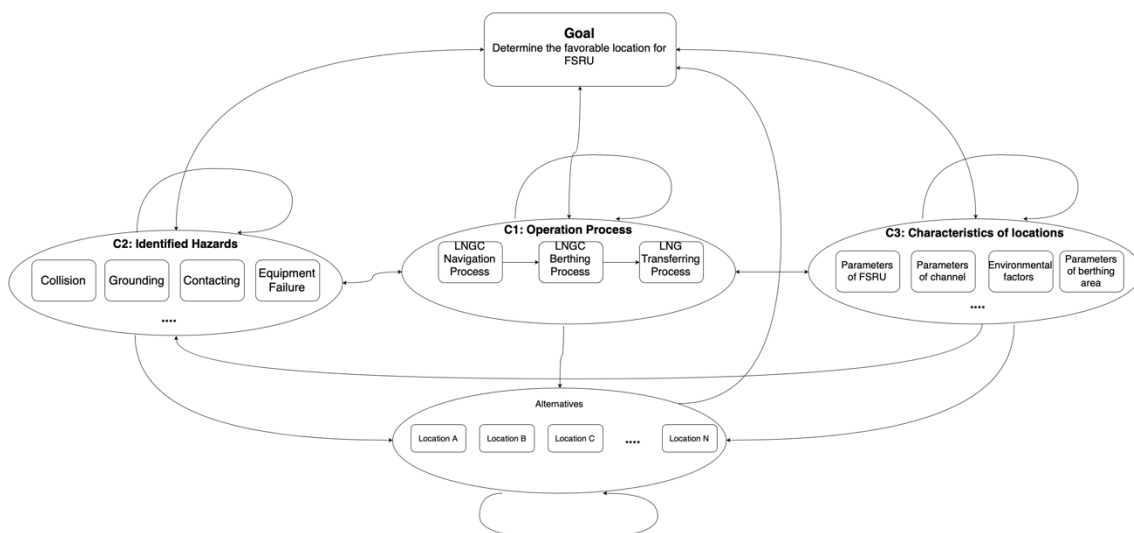 Goal
Determine the favorable location for
FSRU
C2: Identified Hazards
Collision
Grounding
Contacting
Equipment
Failure
....
C1: Operation Process
LNGC
Navigation
Process
LNGC
Berthing
Process
LNG
Transferring
Process
C3: Characteristics of locations
Parameters
of FSRU
Parameters
of channel
Environmental
factors
Parameters
of berthing
area
....
Alternatives
Location A
Location B
Location C
....
Location N